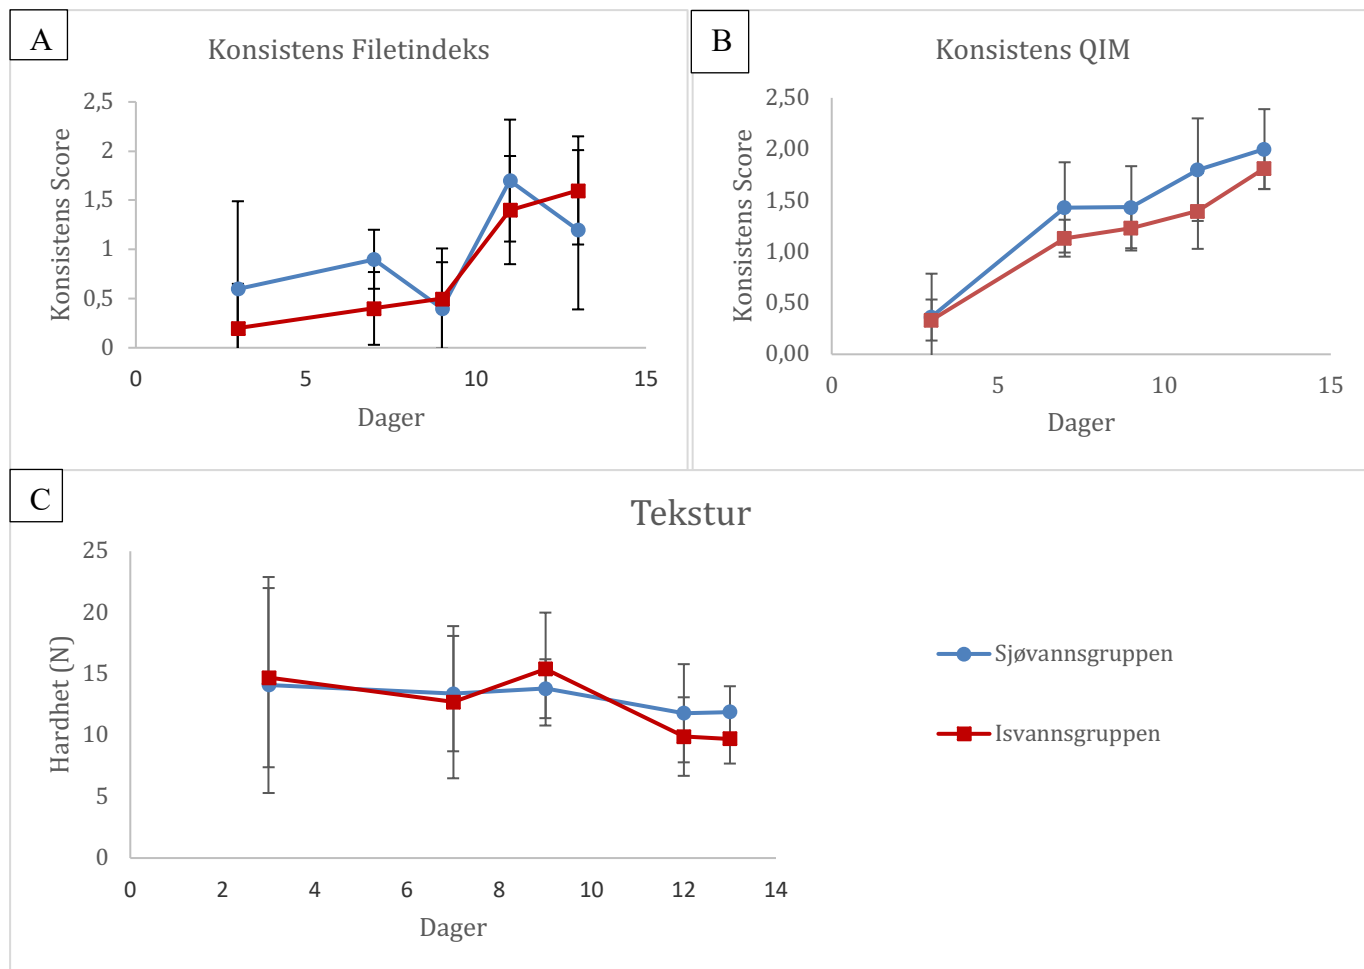 A
Konsistens Filetindeks
Konsistens Score
2,5
2
1,5
1
0,5
0
0 5 10 15
Dager
B
Konsistens QIM
Konsistens Score
2,50
2,00
1,50
1,00
0,50
0,00
0 5 10 15
Dager
C
Tekstur
Hardhet (N)
25
20
15
10
5
0
0 2 4 6 8 10 12 14
Dager
Sjøvannsgruppen
Isvannsgruppen